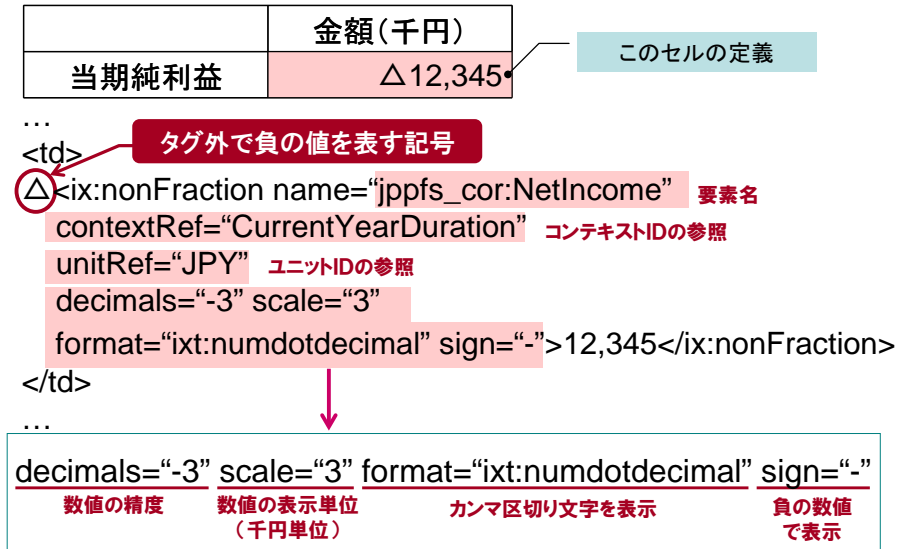 金額(千円)
当期純利益 △12,345
このセルの定義
…
<td>
タグ外で負の値を表す記号
△<ix:nonFraction name=“jppfs_cor:NetIncome” 要素名
contextRef=“CurrentYearDuration” コンテキストIDの参照
unitRef=“JPY” ユニットIDの参照
decimals=“-3” scale=“3”
format=“ixt:numdotdecimal” sign=“-”>12,345</ix:nonFraction>
</td>
…
decimals=“-3” scale=“3” format=“ixt:numdotdecimal” sign=“-”
数値の精度 数値の表示単位 カンマ区切り文字を表示 負の数値
(千円単位) で表示